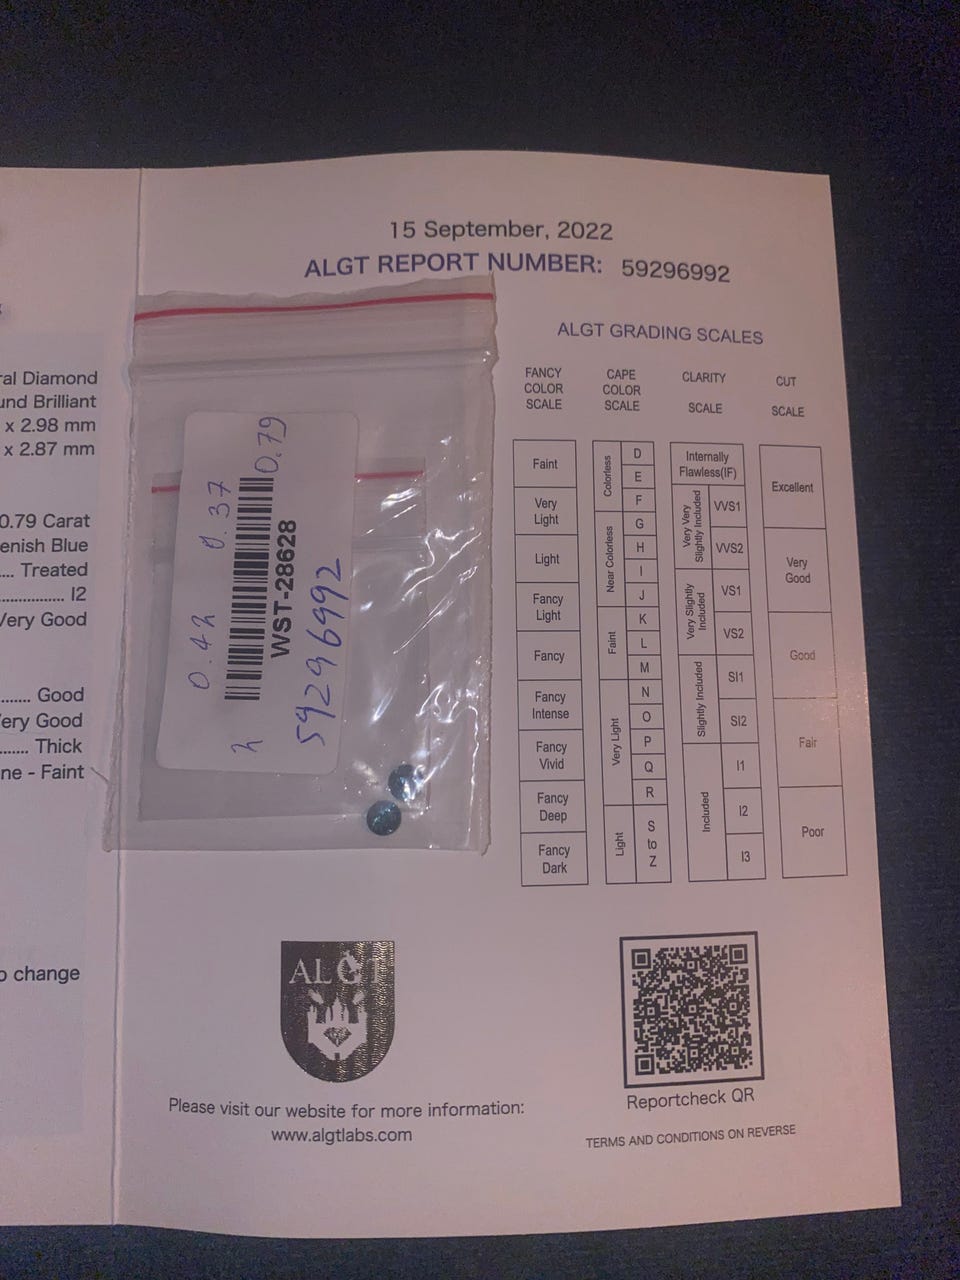 15 September, 2022
ALGT REPORT NUMBER: 59296992
ral Diamond
und Brilliant
x 2.98 mm
x 2.87 mm
0.79 Carat
enish Blue
.... Treated
................ I2
Very Good
........ Good
Very Good
........ Thick
ne - Faint
o change
0.42 0.37 0.79
WST-28628
59296992
2
ALGT GRADING SCALES
FANCY COLOR SCALE
Faint
Very Light
Light
Fancy Light
Fancy
Fancy Intense
Fancy Vivid
Fancy Deep
Fancy Dark
CAPE COLOR SCALE
Colorless
D
E
F
Near Colorless
G
H
I
J
Faint
K
L
M
Very Light
N
O
P
Q
R
Light
S to Z
CLARITY SCALE
Internally Flawless(IF)
Very Very Slightly Included
VVS1
VVS2
Very Slightly Included
VS1
VS2
Slightly Included
SI1
SI2
Included
I1
I2
I3
CUT SCALE
Excellent
Very Good
Good
Fair
Poor
ALGT
Please visit our website for more information:
www.algtlabs.com
Reportcheck QR
TERMS AND CONDITIONS ON REVERSE